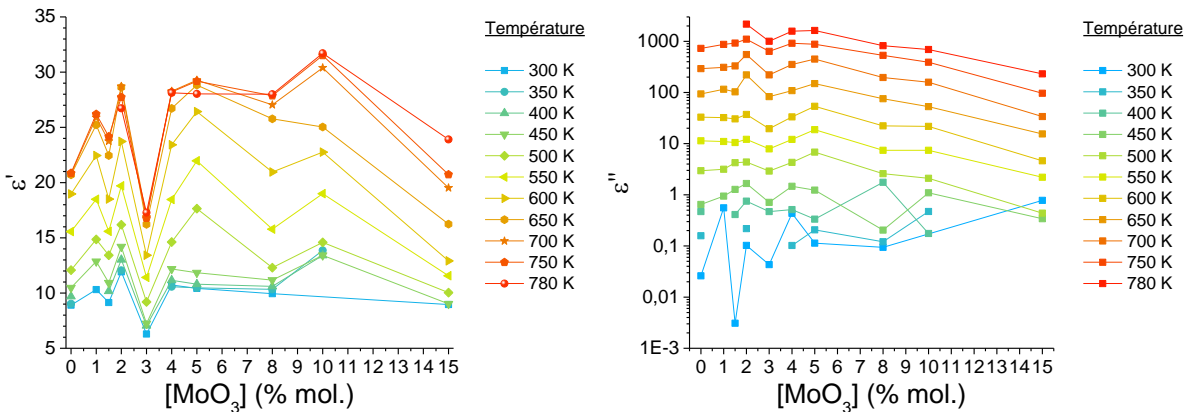 35
30
25
20
15
10
5
ε'
0 1 2 3 4 5 6 7 8 9 10 11 12 13 14 15
[MoO₃] (% mol.)
Température
300 K
350 K
400 K
450 K
500 K
550 K
600 K
650 K
700 K
750 K
780 K
1000
100
10
1
0,1
0,01
1E-3
ε''
0 1 2 3 4 5 6 7 8 9 10 11 12 13 14 15
[MoO₃] (% mol.)
Température
300 K
350 K
400 K
450 K
500 K
550 K
600 K
650 K
700 K
750 K
780 K